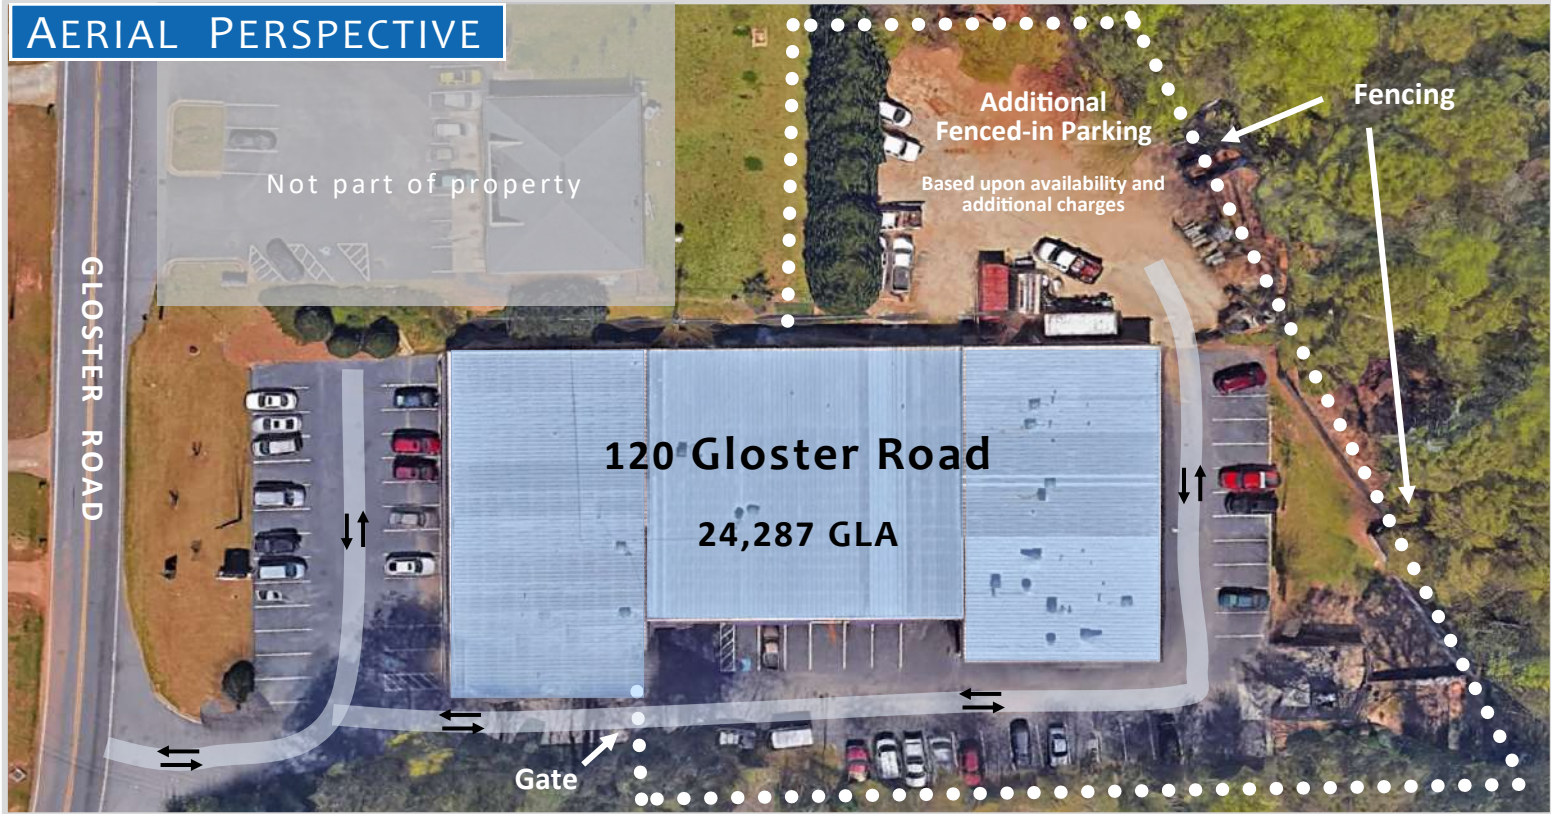 AERIAL PERSPECTIVE
Additional
Fenced-in Parking
Fencing
Not part of property
Based upon availability and
additional charges
GLOSTER ROAD
120 Gloster Road
24,287 GLA
Gate